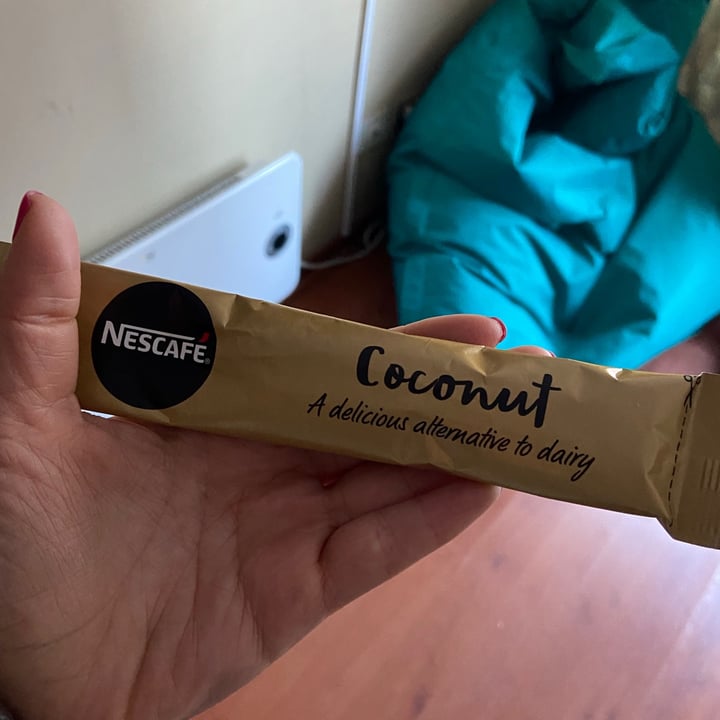 NESCAFÉ®
Coconut
A delicious alternative to dairy